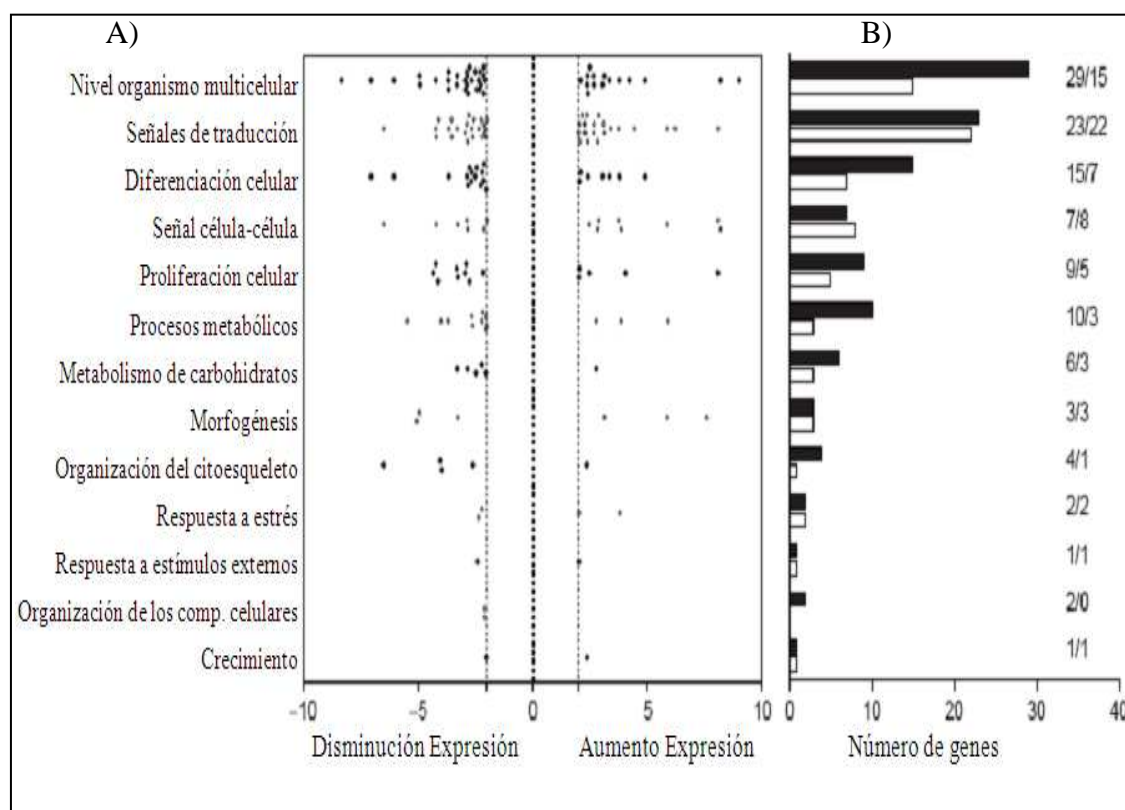 A)
B)
Nivel organismo multicelular
29/15
Señales de traducción
23/22
Diferenciación celular
15/7
Señal célula-célula
7/8
Proliferación celular
9/5
Procesos metabólicos
10/3
Metabolismo de carbohidratos
6/3
Morfogénesis
3/3
Organización del citoesqueleto
4/1
Respuesta a estrés
2/2
Respuesta a estímulos externos
1/1
Organización de los comp. celulares
2/0
Crecimiento
1/1
−10 −5 0 5 10
0 10 20 30 40
Disminución Expresión
Aumento Expresión
Número de genes